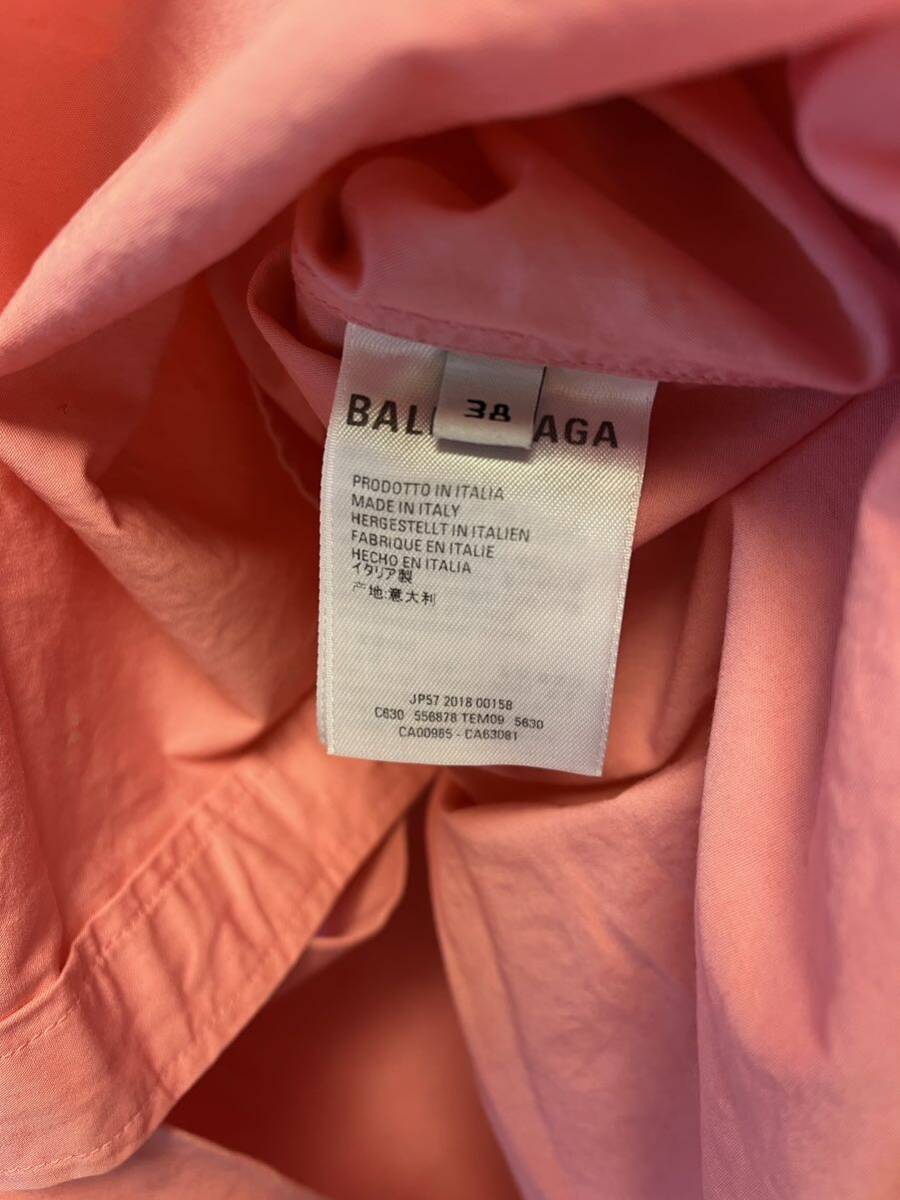 38
BAL AGA
PRODOTTO IN ITALIA
MADE IN ITALY
HERGESTELLT IN ITALIEN
FABRIQUE EN ITALIE
HECHO EN ITALIA
イタリア製
产地:意大利
JP57 2018 0015B
C630 556878 TEM09 5630
CA00985 - CA63081